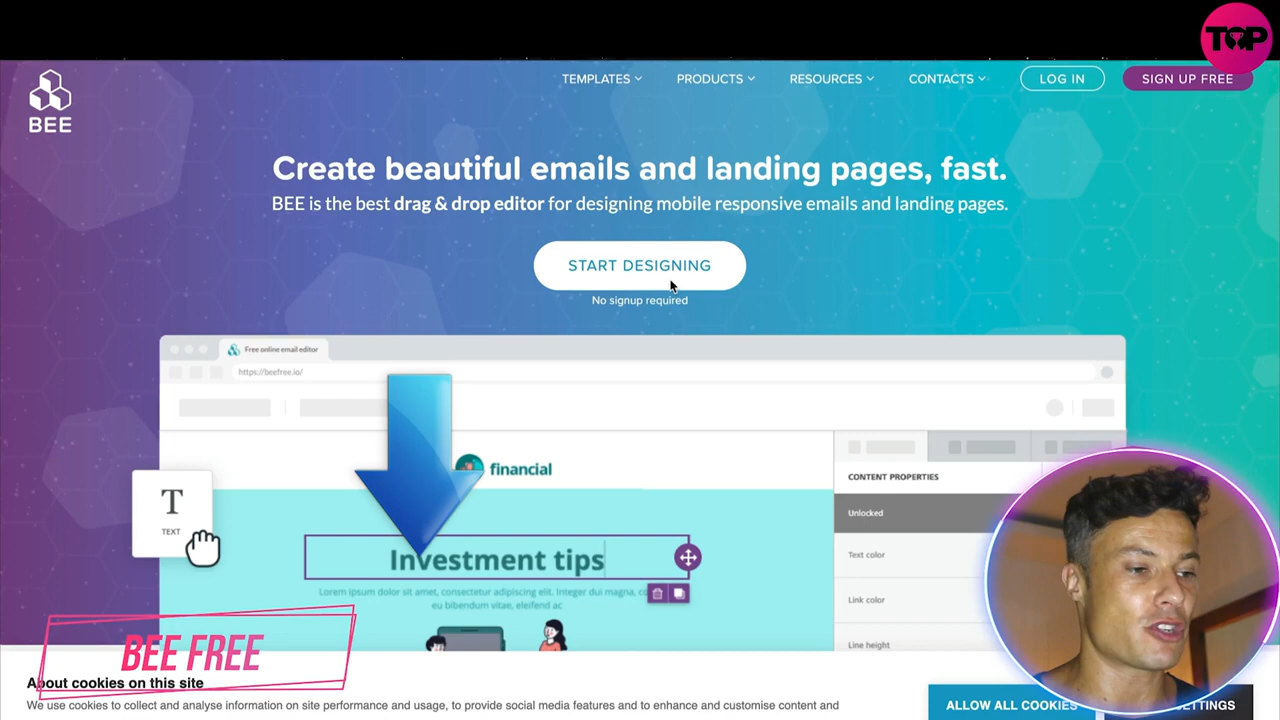 TOP
TEMPLATES PRODUCTS RESOURCES CONTACTS LOG IN SIGN UP FREE
BEE
Create beautiful emails and landing pages, fast.
BEE is the best drag & drop editor for designing mobile responsive emails and landing pages.
START DESIGNING
No signup required
Free online email editor
https://beefree.io/
financial
CONTENT PROPERTIES
Unlocked
T
TEXT
Investment tips
Text color
Lorem ipsum dolor sit amet, consectetur adipiscing elit. Integer dui magna,
eu bibendum vitae, eleifend ac
Link color
Line height
BEE FREE
About cookies on this site
We use cookies to collect and analyse information on site performance and usage, to provide social media features and to enhance and customise content and
ALLOW ALL COOKIES